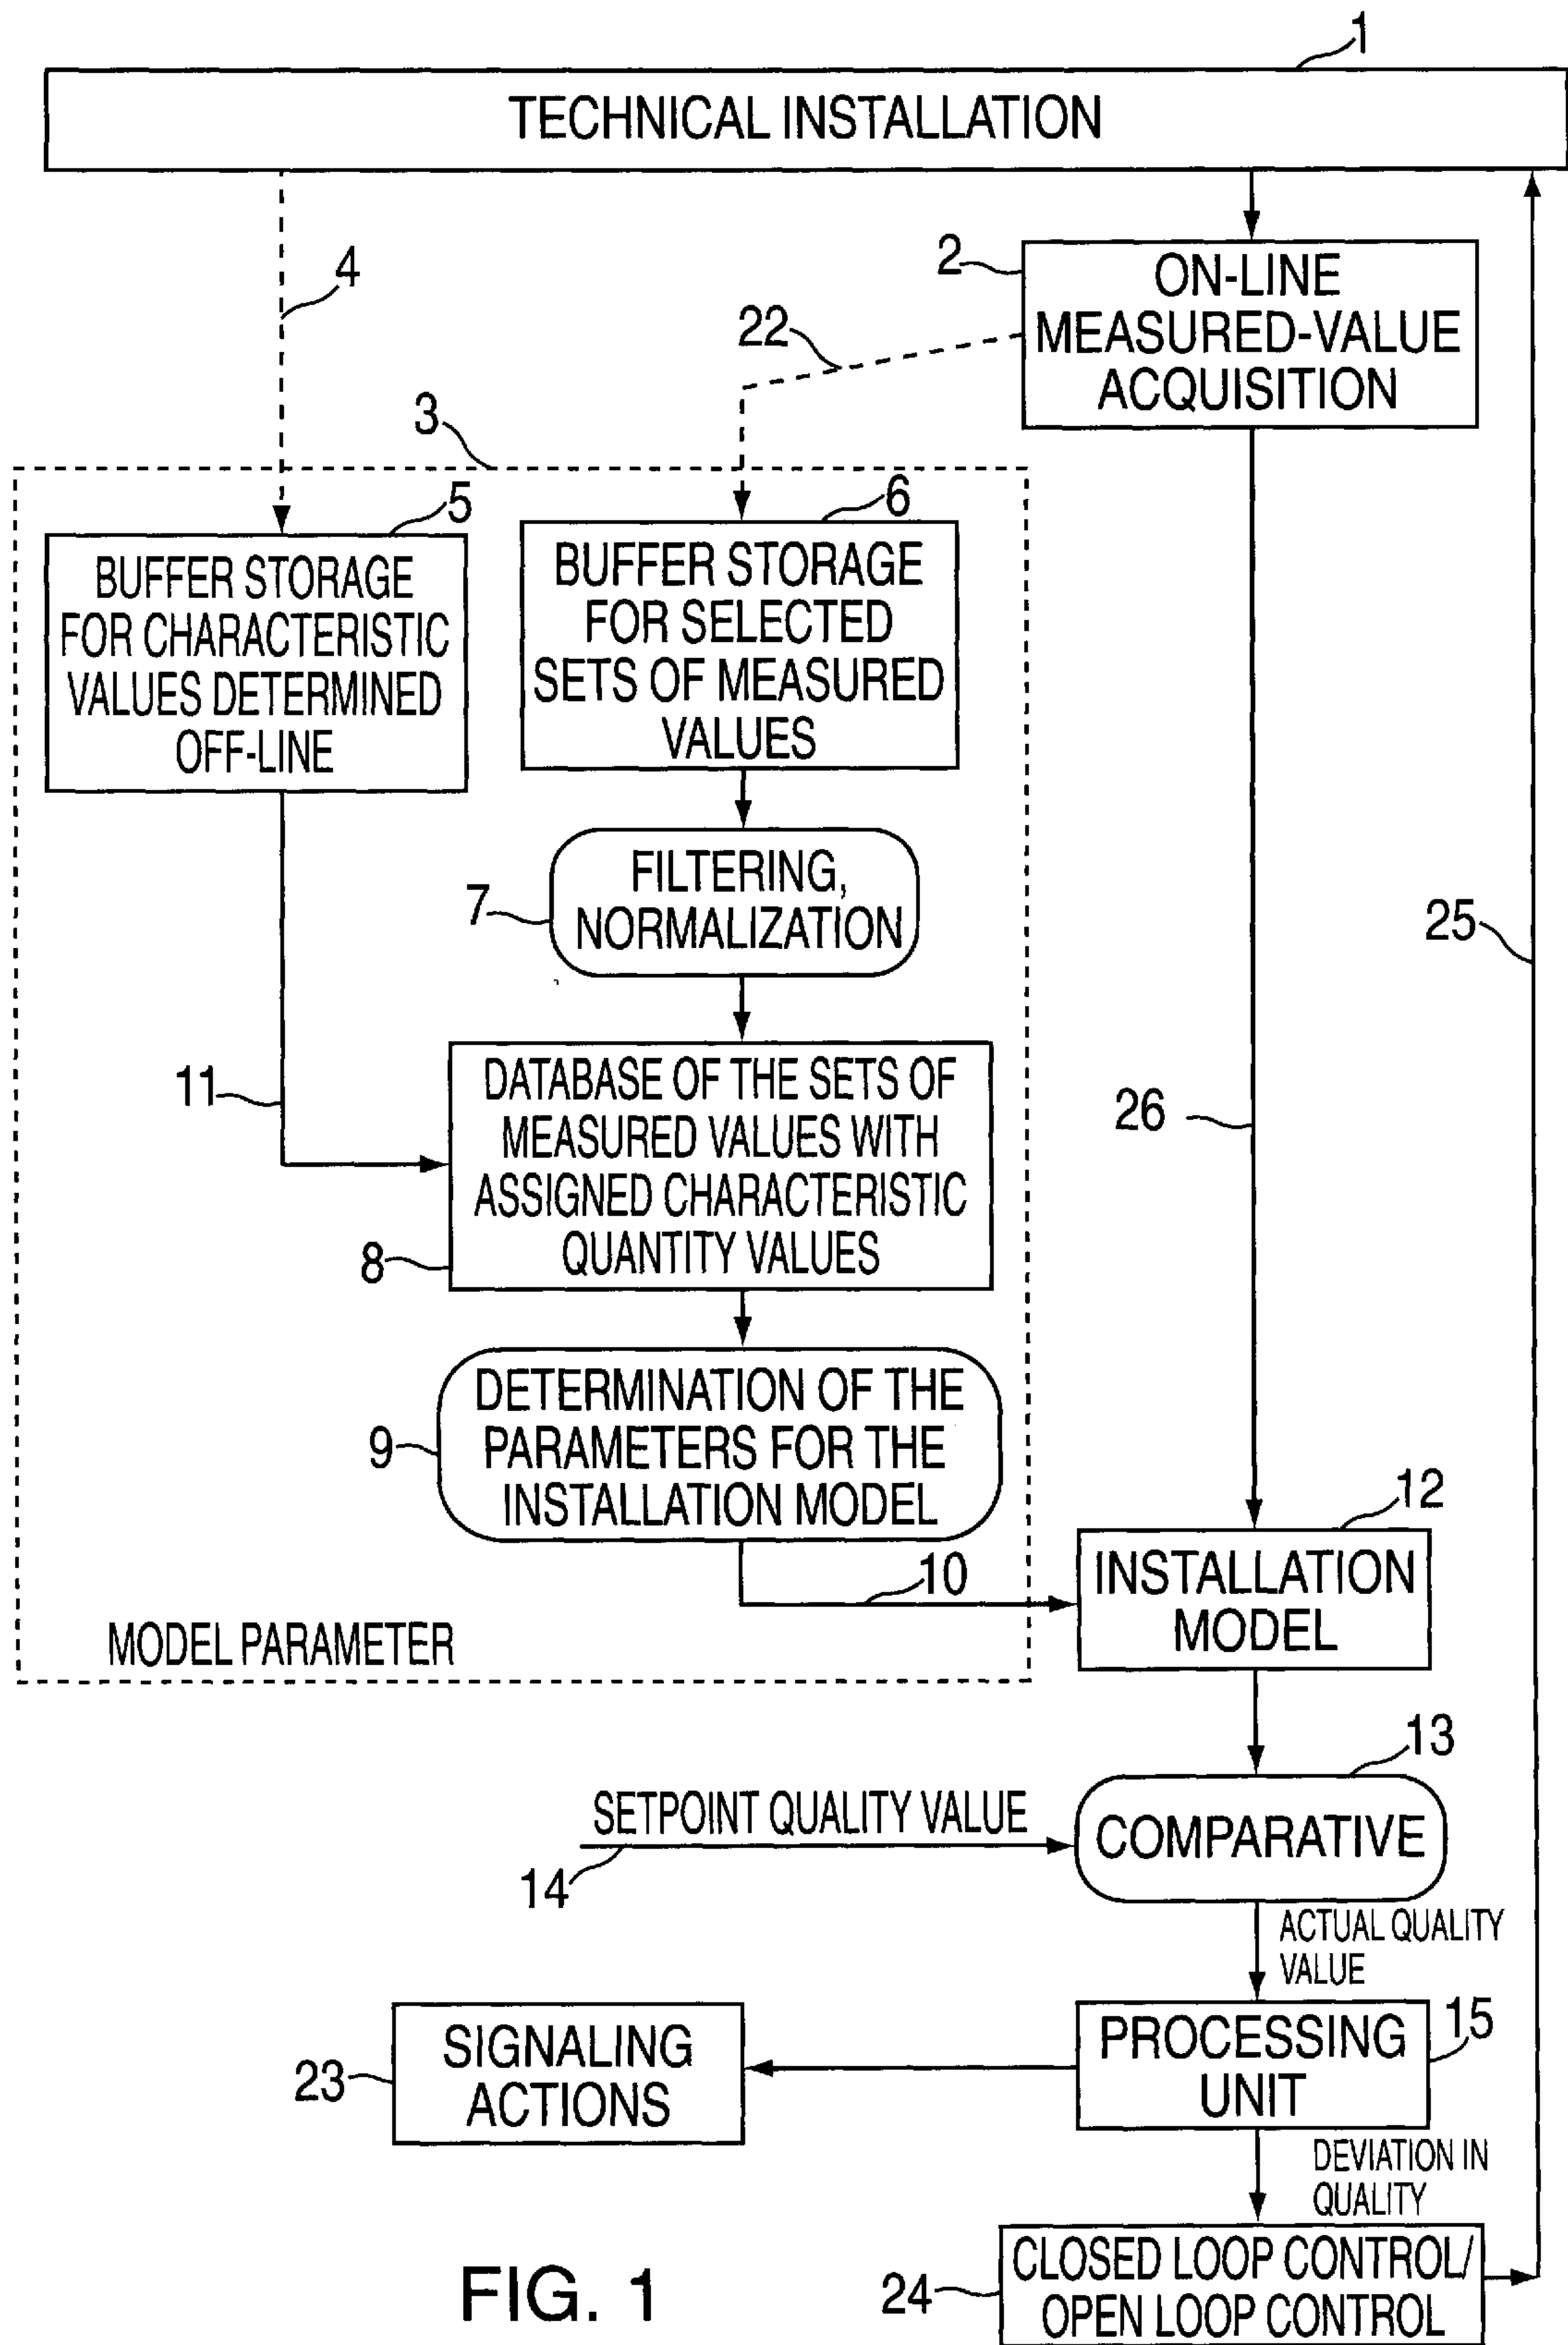 1
TECHNICAL INSTALLATION
2
ON-LINE
MEASURED-VALUE
ACQUISITION
4
22
3
5
BUFFER STORAGE
FOR CHARACTERISTIC
VALUES DETERMINED
OFF-LINE
6
BUFFER STORAGE
FOR SELECTED
SETS OF MEASURED
VALUES
7
FILTERING,
NORMALIZATION
25
11
26
DATABASE OF THE SETS OF
MEASURED VALUES WITH
ASSIGNED CHARACTERISTIC
QUANTITY VALUES
8
9
DETERMINATION OF THE
PARAMETERS FOR THE
INSTALLATION MODEL
12
10
INSTALLATION
MODEL
MODEL PARAMETER
13
SETPOINT QUALITY VALUE
14
COMPARATIVE
ACTUAL QUALITY
VALUE
15
PROCESSING
UNIT
23
SIGNALING
ACTIONS
DEVIATION IN
QUALITY
24
CLOSED LOOP CONTROL/
OPEN LOOP CONTROL
FIG. 1